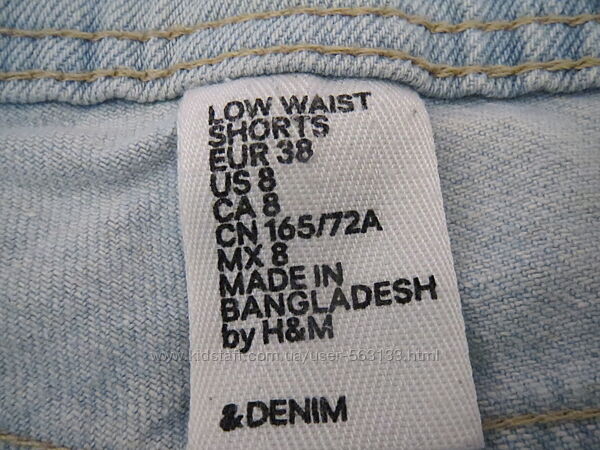 LOW WAIST
SHORTS
EUR 38
US 8
CA 8
CN 165/72A
MX 8
MADE IN
BANGLADESH
by H&M
www.kidstaff.com.ua/user-563133.html
&DENIM